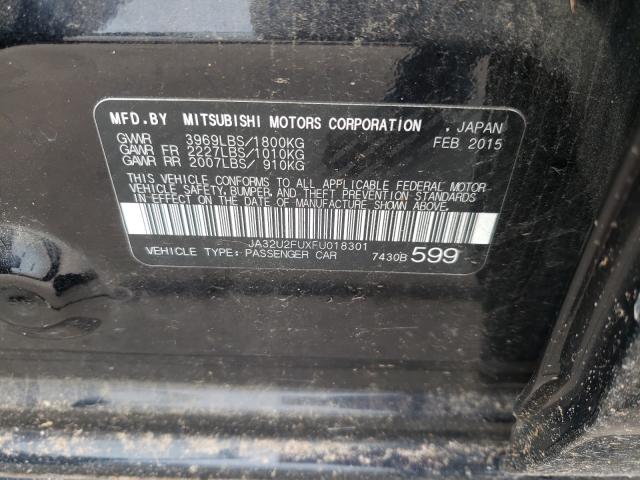 MFD.BY MITSUBISHI MOTORS CORPORATION , JAPAN
GVWR 3969LBS/1800KG FEB 2015
GAWR FR 2227LBS/1010KG
GAWR RR 2007LBS/ 910KG
THIS VEHICLE CONFORMS TO ALL APPLICABLE FEDERAL MOTOR
VEHICLE SAFETY, BUMPER, AND THEFT PREVENTION STANDARDS
IN EFFECT ON THE DATE OF MANUFACTURE SHOWN ABOVE.
JA32U2FUXFU018301
VEHICLE TYPE: PASSENGER CAR 7430B 599